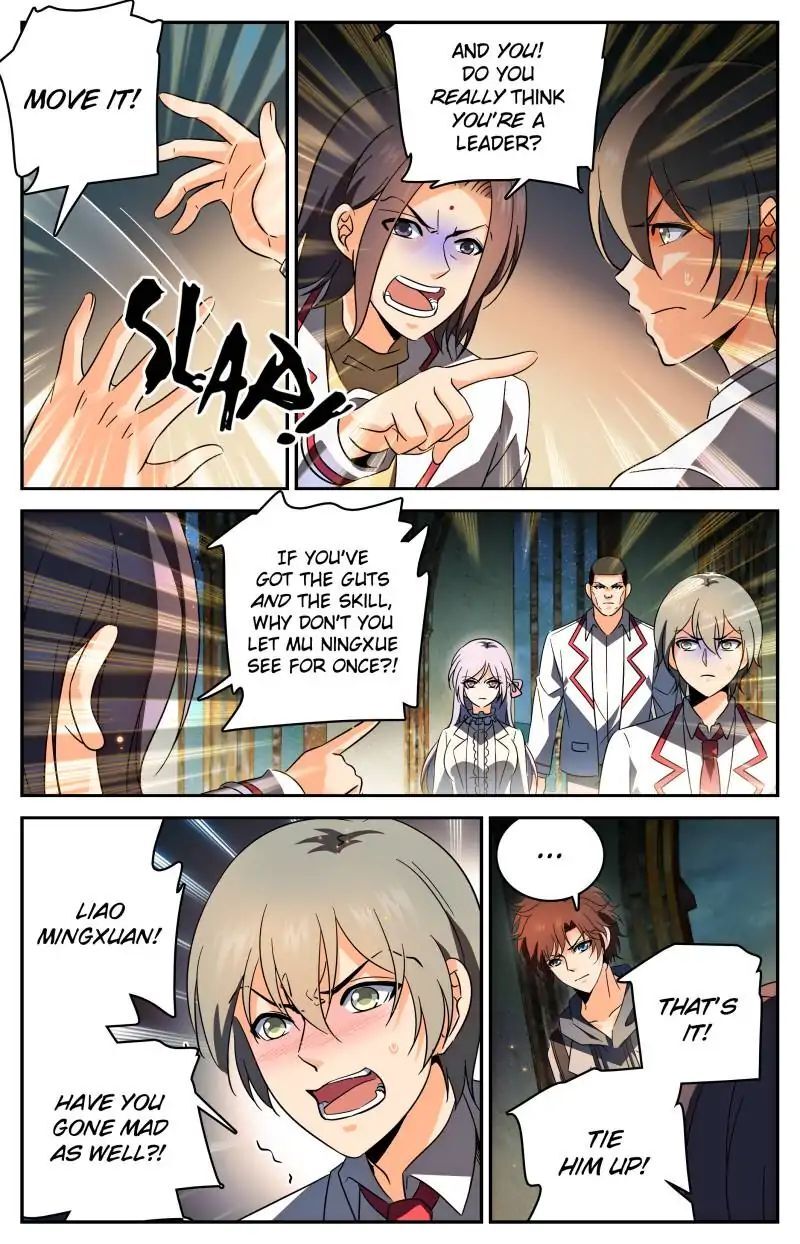 MOVE IT!
SLAP!
AND YOU!
DO YOU
REALLY THINK
YOU'RE A
LEADER?
IF YOU'VE
GOT THE GUTS
AND THE SKILL,
WHY DON'T YOU
LET MU NINGXUE
SEE FOR ONCE?!
LIAO
MINGXUAN!
HAVE YOU
GONE MAD
AS WELL?!
...
THAT'S
IT!
TIE
HIM UP!